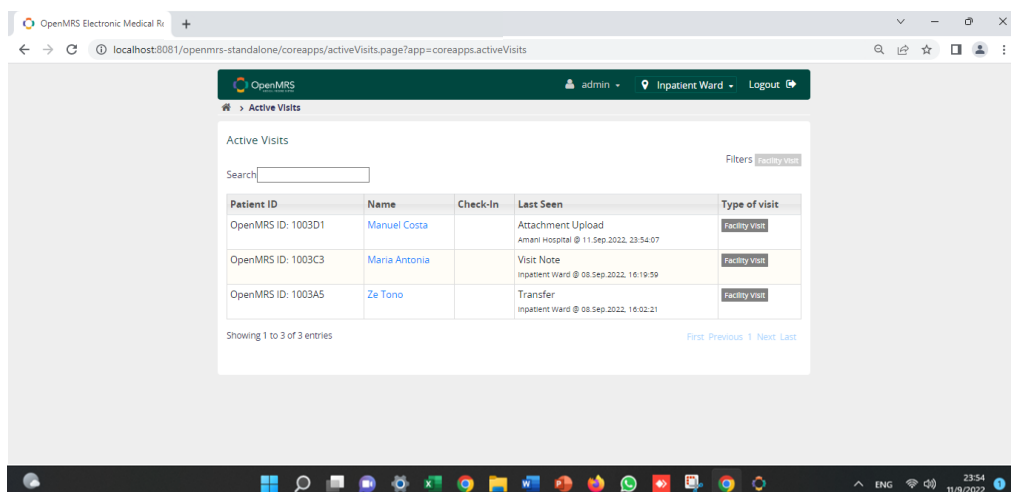 OpenMRS Electronic Medical Re
localhost:8081/openmrs-standalone/coreapps/activeVisits.page?app=coreapps.activeVisits
OpenMRS admin Inpatient Ward Logout
> Active Visits
Active Visits
Filters Facility Visit
Search
Patient ID Name Check-In Last Seen Type of visit
OpenMRS ID: 1003D1 Manuel Costa Attachment Upload Facility Visit
Amani Hospital @ 11.Sep.2022, 23:54:07
OpenMRS ID: 1003C3 Maria Antonia Visit Note Facility Visit
Inpatient Ward @ 08.Sep.2022, 16:19:59
OpenMRS ID: 1003A5 Ze Tono Transfer Facility Visit
Inpatient Ward @ 08.Sep.2022, 16:02:21
Showing 1 to 3 of 3 entries First Previous 1 Next Last
ENG 23:54
11/9/2022 1